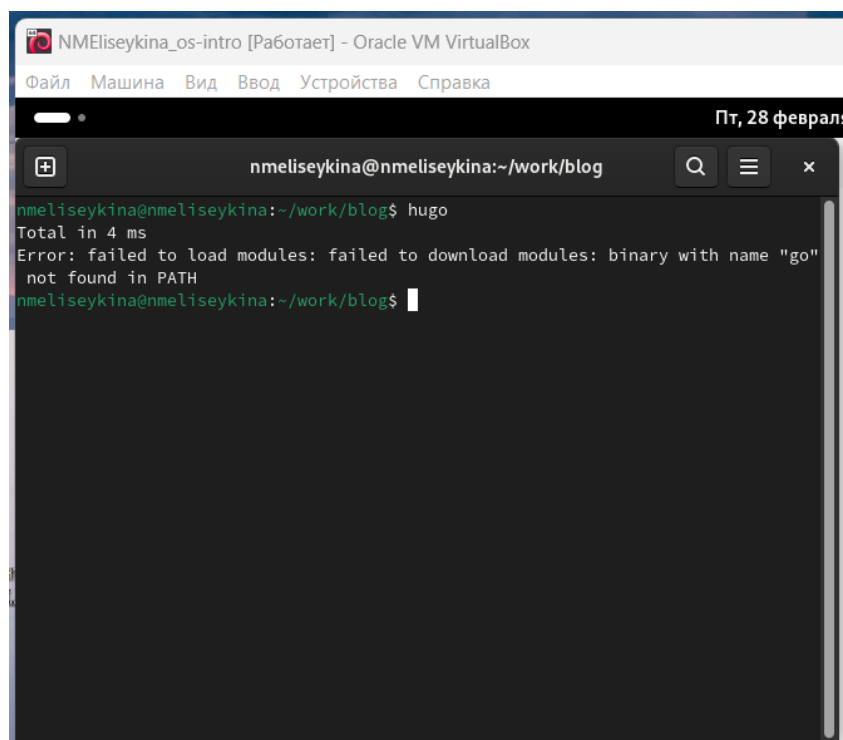 NMEliseykina_os-intro [Работает] - Oracle VM VirtualBox
Файл Машина Вид Ввод Устройства Справка
Пт, 28 феврал
nmeliseykina@nmeliseykina:~/work/blog
nmeliseykina@nmeliseykina:~/work/blog$ hugo
Total in 4 ms
Error: failed to load modules: failed to download modules: binary with name "go"
not found in PATH
nmeliseykina@nmeliseykina:~/work/blog$